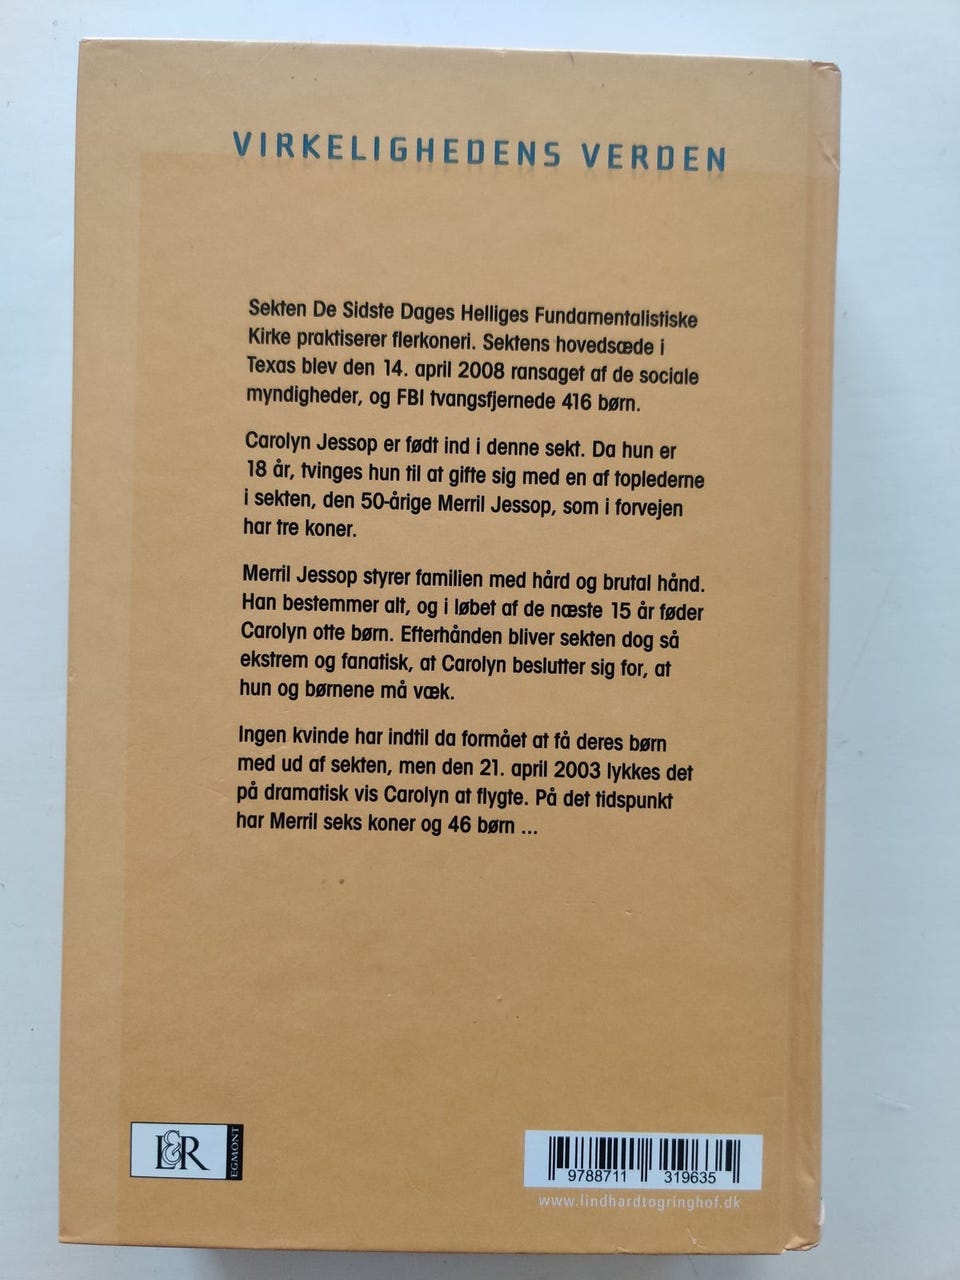 VIRKELIGHEDENS VERDEN
Sekten De Sidste Dages Helliges Fundamentalistiske
Kirke praktiserer flerkoneri. Sektens hovedsæde i
Texas blev den 14. april 2008 ransaget af de sociale
myndigheder, og FBI tvangsfjernede 416 børn.
Carolyn Jessop er født ind i denne sekt. Da hun er
18 år, tvinges hun til at gifte sig med en af toplederne
i sekten, den 50-årige Merril Jessop, som i forvejen
har tre koner.
Merril Jessop styrer familien med hård og brutal hånd.
Han bestemmer alt, og i løbet af de næste 15 år føder
Carolyn otte børn. Efterhånden bliver sekten dog så
ekstrem og fanatisk, at Carolyn beslutter sig for, at
hun og børnene må væk.
Ingen kvinde har indtil da formået at få deres børn
med ud af sekten, men den 21. april 2003 lykkes det
på dramatisk vis Carolyn at flygte. På det tidspunkt
har Merril seks koner og 46 børn ...
L&R
EGMONT
9788711 319635
www.lindhardtogringhof.dk